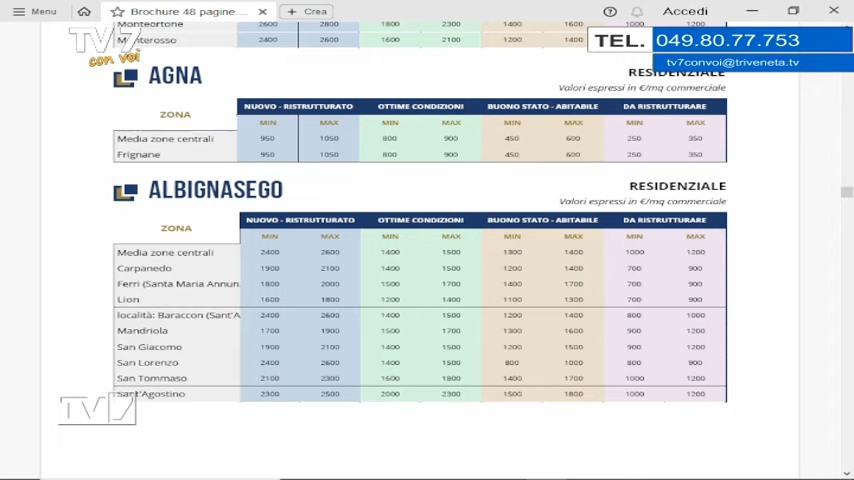 Menu
Brochure 48 pagine....
Crea
Accedi
Monteortone 2600 2800 1800 2300 1400 1600 1000 1200
Monterosso 2400 2600 1600 2100 1200 1400
TV7
con voi
TEL. 049.80.77.753
tv7convoi@triveneta.tv
AGNA
RESIDENZIALE
Valori espressi in €/mq commerciale
ZONA
NUOVO - RISTRUTTURATO OTTIME CONDIZIONI BUONO STATO - ABITABILE DA RISTRUTTURARE
MIN MAX MIN MAX MIN MAX MIN MAX
Media zone centrali 950 1050 800 900 450 600 250 350
Frignane 950 1050 800 900 450 600 250 350
ALBIGNASEGO
RESIDENZIALE
Valori espressi in €/mq commerciale
ZONA
NUOVO - RISTRUTTURATO OTTIME CONDIZIONI BUONO STATO - ABITABILE DA RISTRUTTURARE
MIN MAX MIN MAX MIN MAX MIN MAX
Media zone centrali 2400 2600 1400 1500 1300 1400 1000 1200
Carpanedo 1900 2100 1400 1500 1200 1400 700 900
Ferri (Santa Maria Annun 1800 2000 1500 1700 1400 1700 700 900
Lion 1600 1800 1200 1400 1100 1300 700 900
località: Baraccon (Sant'A 2400 2600 1400 1500 1200 1400 800 1000
Mandriola 1700 1900 1500 1700 1300 1600 900 1200
San Giacomo 1900 2100 1400 1500 1200 1500 900 1200
San Lorenzo 2400 2600 1400 1500 800 1000 800 900
San Tommaso 2100 2300 1600 1800 1400 1700 1000 1200
Sant'Agostino 2300 2500 2000 2300 1500 1800 1000 1200
TV7